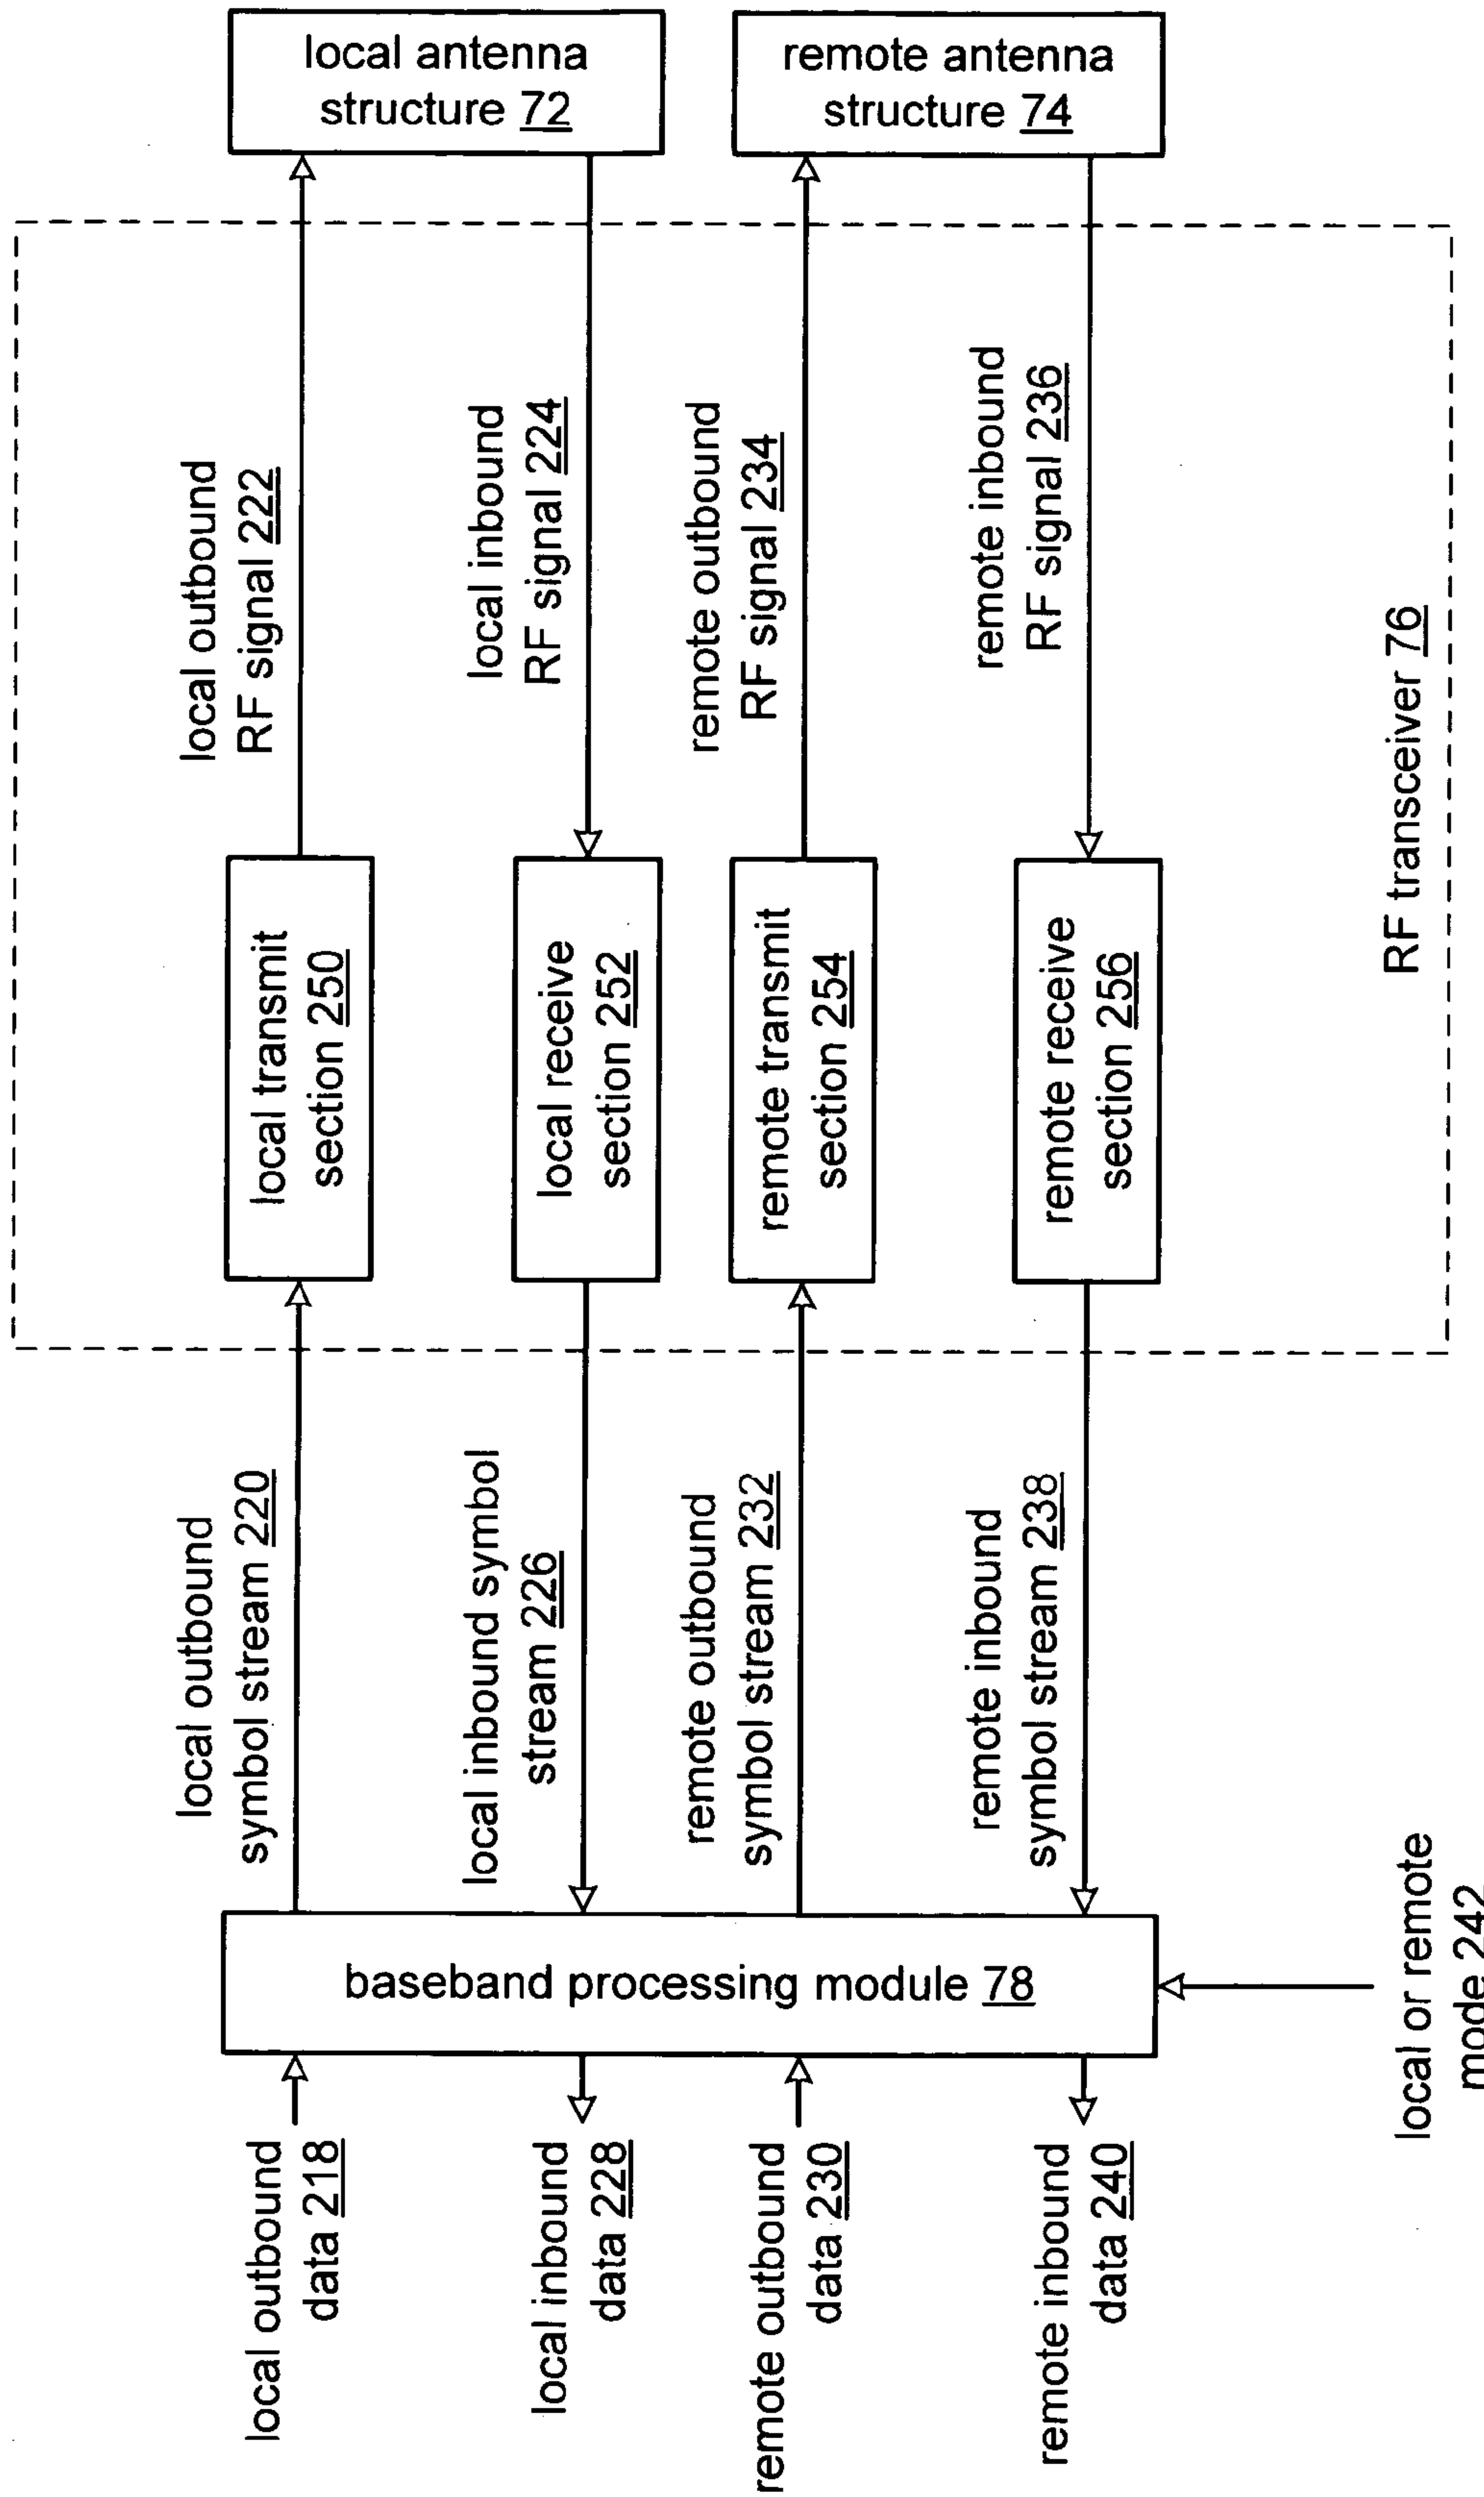 local antenna
structure 72
remote antenna
structure 74
local outbound
RF signal 222
local inbound
RF signal 224
remote outbound
RF signal 234
remote inbound
RF signal 236
RF transceiver 76
local transmit
section 250
local receive
section 252
remote transmit
section 254
remote receive
section 256
local outbound
symbol stream 220
local inbound symbol
stream 226
remote outbound
symbol stream 232
remote inbound
symbol stream 238
baseband processing module 78
local or remote
mode 242
local outbound
data 218
local inbound
data 228
remote outbound
data 230
remote inbound
data 240